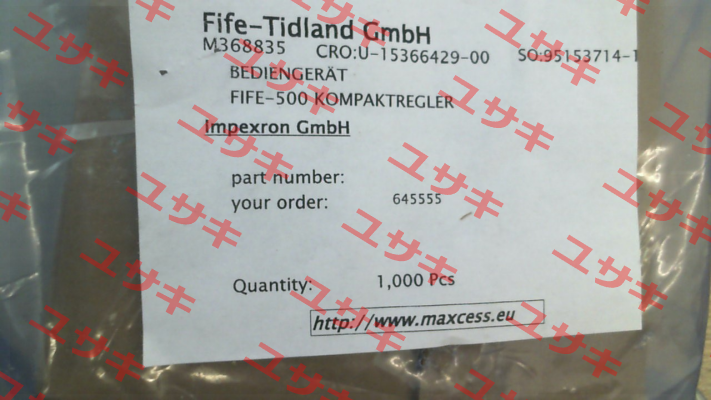 Fife-Tidland GmbH
M368835 CRO:U-15366429-00 SO:95153714-1
BEDIENGERÄT
FIFE-500 KOMPAKTREGLER
Impexron GmbH
part number:
your order: 645555
Quantity: 1,000 Pcs
http://www.maxcess.eu
ユサキ